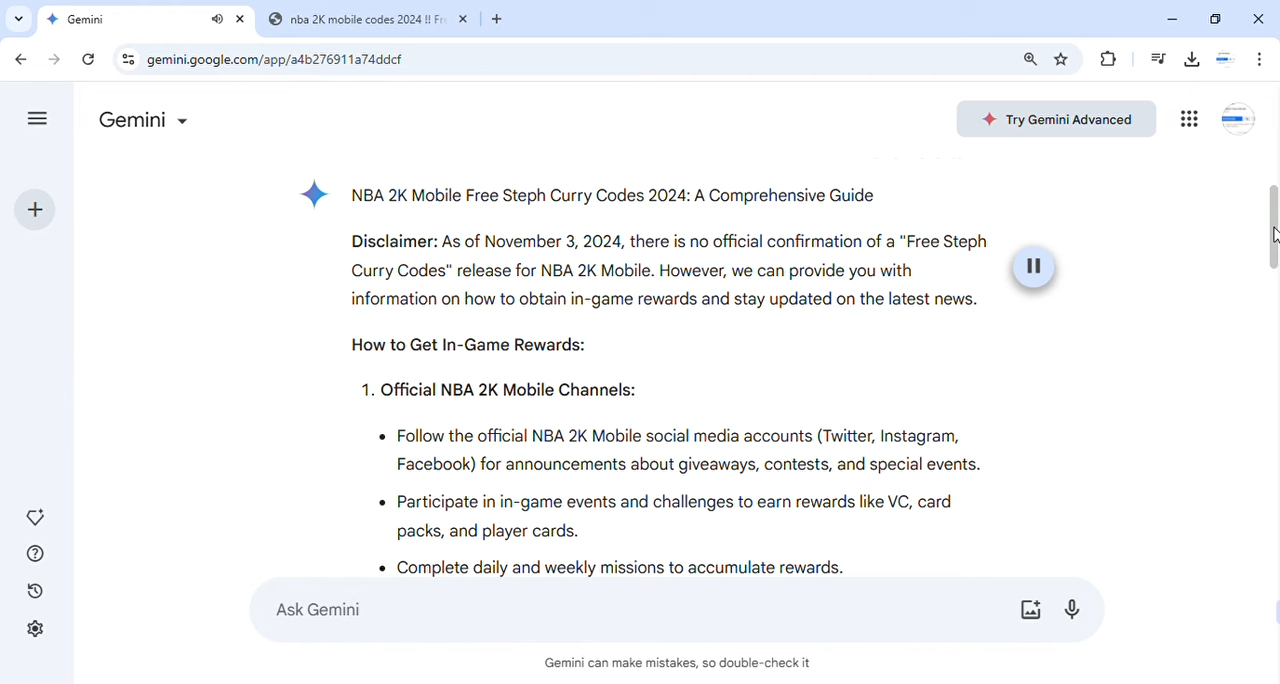 Gemini
nba 2K mobile codes 2024 !! Fr
gemini.google.com/app/a4b276911a74ddcf
Gemini
Try Gemini Advanced
NBA 2K Mobile Free Steph Curry Codes 2024: A Comprehensive Guide
Disclaimer: As of November 3, 2024, there is no official confirmation of a "Free Steph
Curry Codes" release for NBA 2K Mobile. However, we can provide you with
information on how to obtain in-game rewards and stay updated on the latest news.
How to Get In-Game Rewards:
1. Official NBA 2K Mobile Channels:
• Follow the official NBA 2K Mobile social media accounts (Twitter, Instagram,
Facebook) for announcements about giveaways, contests, and special events.
• Participate in in-game events and challenges to earn rewards like VC, card
packs, and player cards.
• Complete daily and weekly missions to accumulate rewards.
Ask Gemini
Gemini can make mistakes, so double-check it